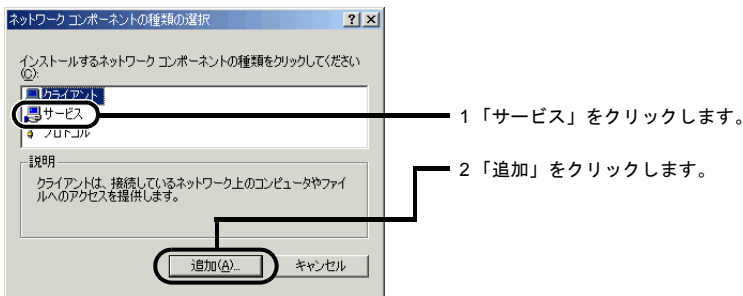 ネットワーク コンポーネントの種類の選択
インストールするネットワーク コンポーネントの種類をクリックしてください
(C):
クライアント
サービス
プロトコル
説明
クライアントは、接続しているネットワーク上のコンピュータやファイ
ルへのアクセスを提供します。
追加(A)...
キャンセル
1「サービス」をクリックします。
2「追加」をクリックします。